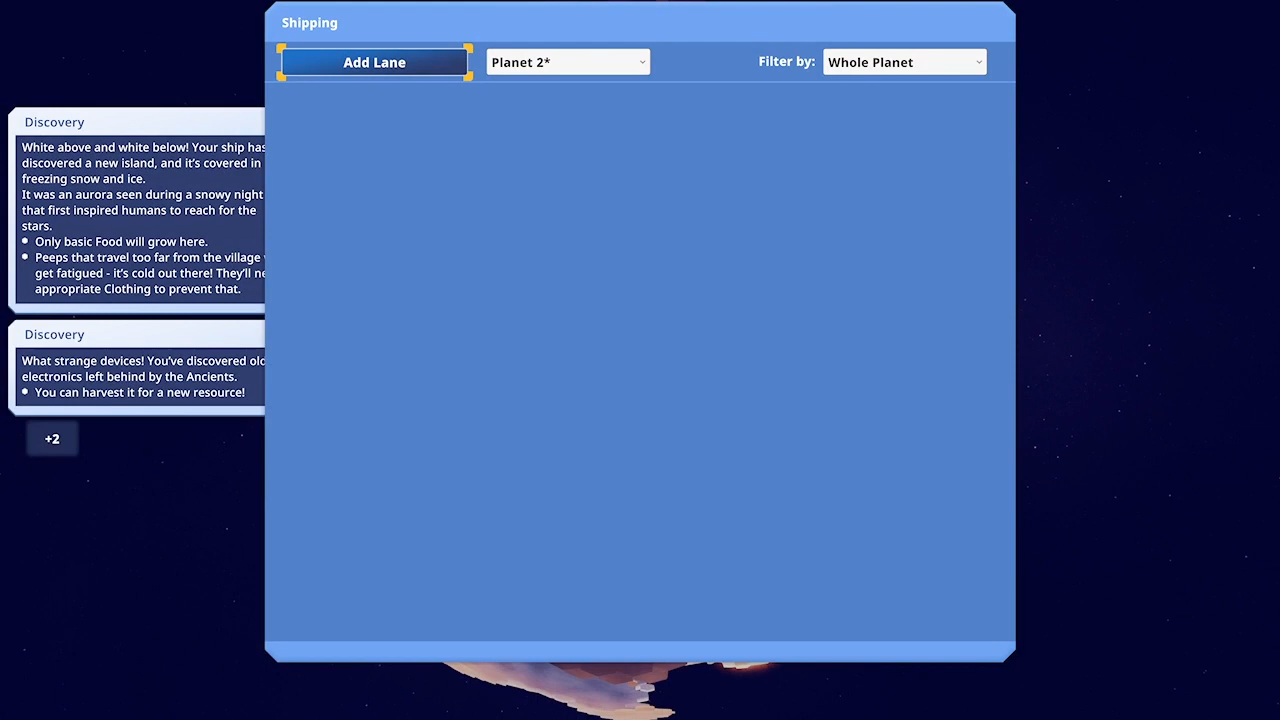 Shipping
Add Lane
Planet 2*
Filter by:
Whole Planet
Discovery
White above and white below! Your ship has
discovered a new island, and it's covered in
freezing snow and ice.
It was an aurora seen during a snowy night
that first inspired humans to reach for the
stars.
Only basic Food will grow here.
Peeps that travel too far from the village
get fatigued - it's cold out there! They'll
appropriate Clothing to prevent that.
Discovery
What strange devices! You've discovered
electronics left behind by the Ancients.
You can harvest it for a new resource!
+2